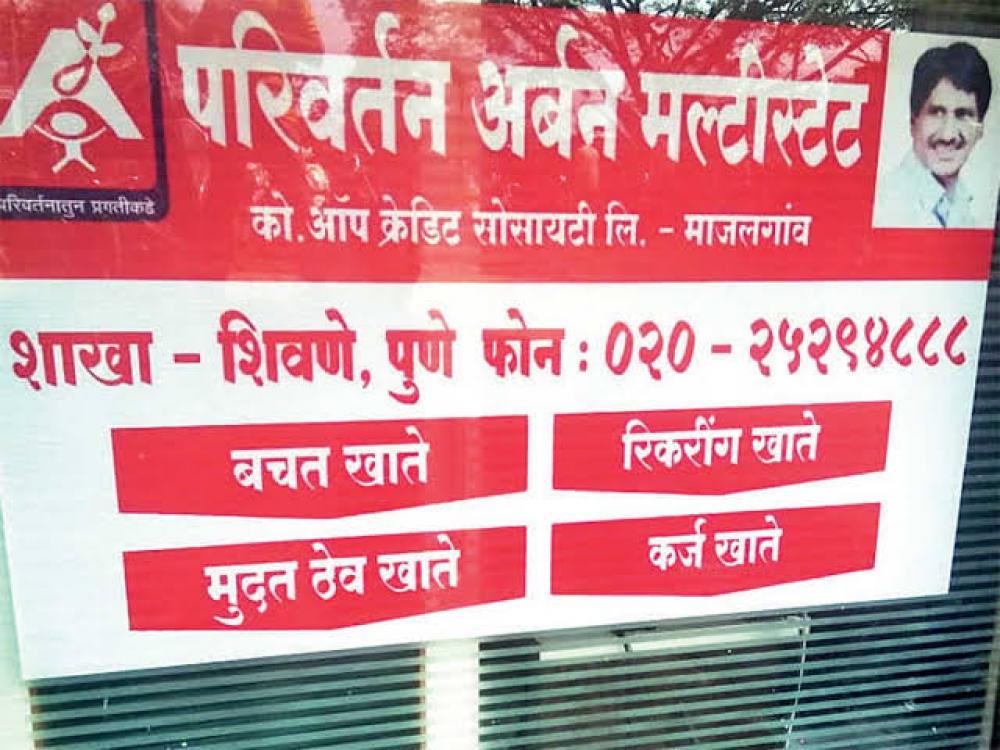 परिवर्तन अर्बन मल्टीस्टेट
परिवर्तनातुन प्रगतीकडे
को.ऑप क्रेडिट सोसायटी लि. - माजलगांव
शाखा - शिवणे, पुणे फोन : ०२० - २५२९४८८८
बचत खाते
रिकरींग खाते
मुदत ठेव खाते
कर्ज खाते